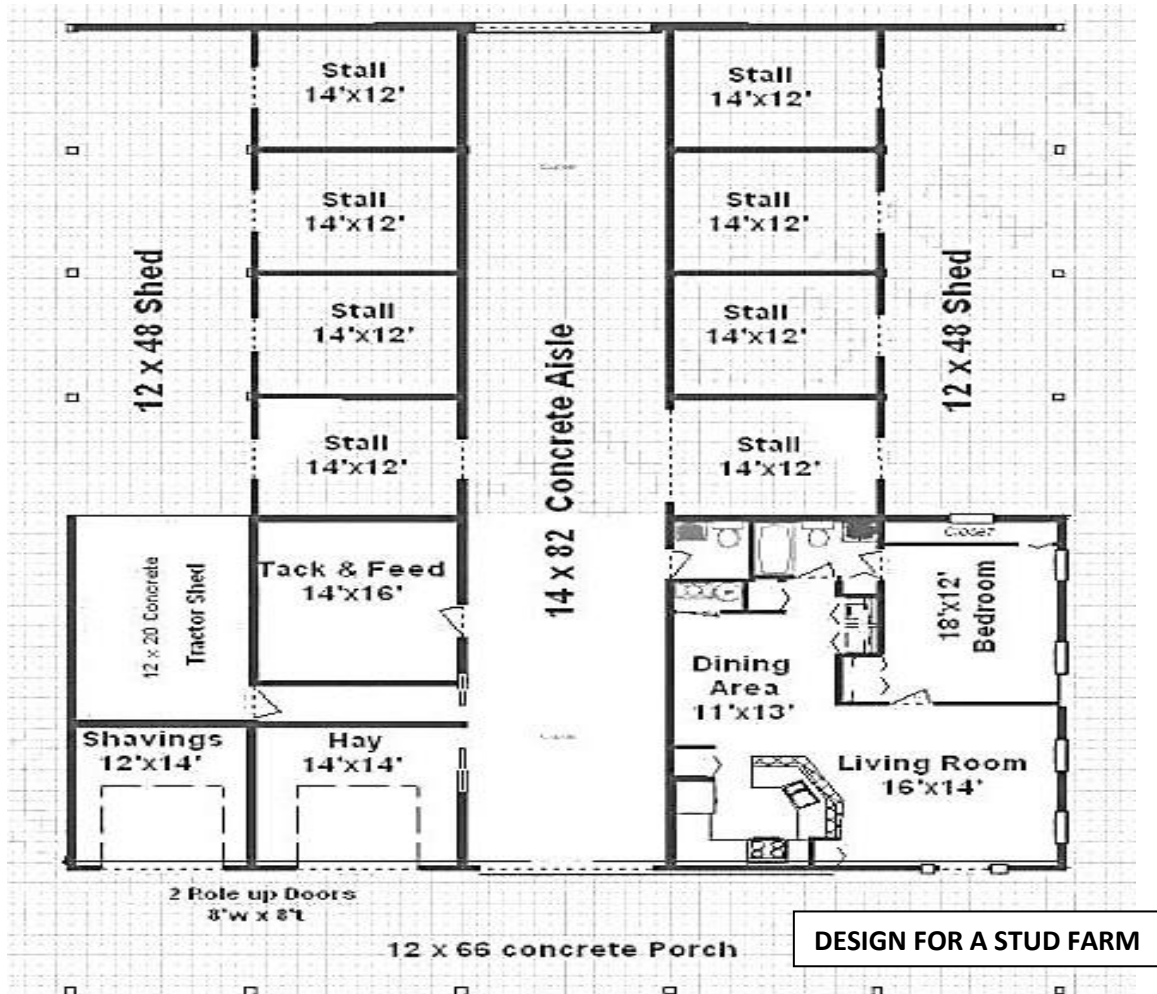 Stall
14'x12'
Stall
14'x12'
Stall
14'x12'
Stall
14'x12'
12 x 48 Shed
12 x 48 Shed
Stall
14'x12'
Stall
14'x12'
14 x 82 Concrete Aisle
Stall
14'x12'
Stall
14'x12'
12 x 20 Concrete
Tractor Shed
Tack & Feed
14'x16'
Closet
18'x12'
Bedroom
Dining
Area
11'x13'
Shavings
12'x14'
Hay
14'x14'
Living Room
16'x14'
2 Role up Doors
8'w x 8't
12 x 66 concrete Porch
DESIGN FOR A STUD FARM